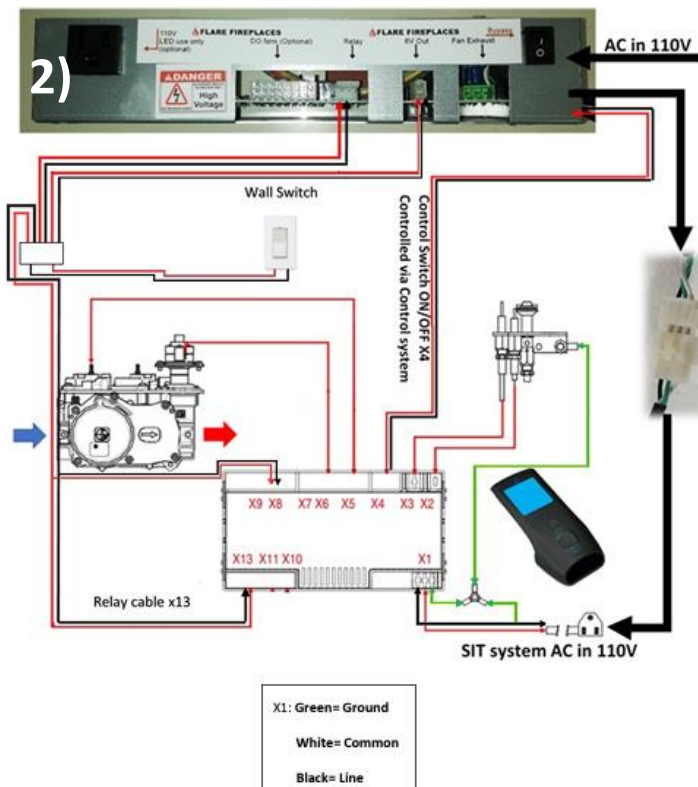 110V
LED use only
(optional)
FLARE FIREPLACES
DC fans (Optional)
Relay
FLARE FIREPLACES
6V Out
Fan Exhaust
Bypass
AC in 110V
2)
DANGER
High
Voltage
Wall Switch
Control Switch ON/OFF X4
Controlled via Control system
X9 X8 X7 X6 X5 X4 X3 X2
X13 X11 X10 X1
Relay cable x13
SIT system AC in 110V
X1: Green= Ground
White= Common
Black= Line